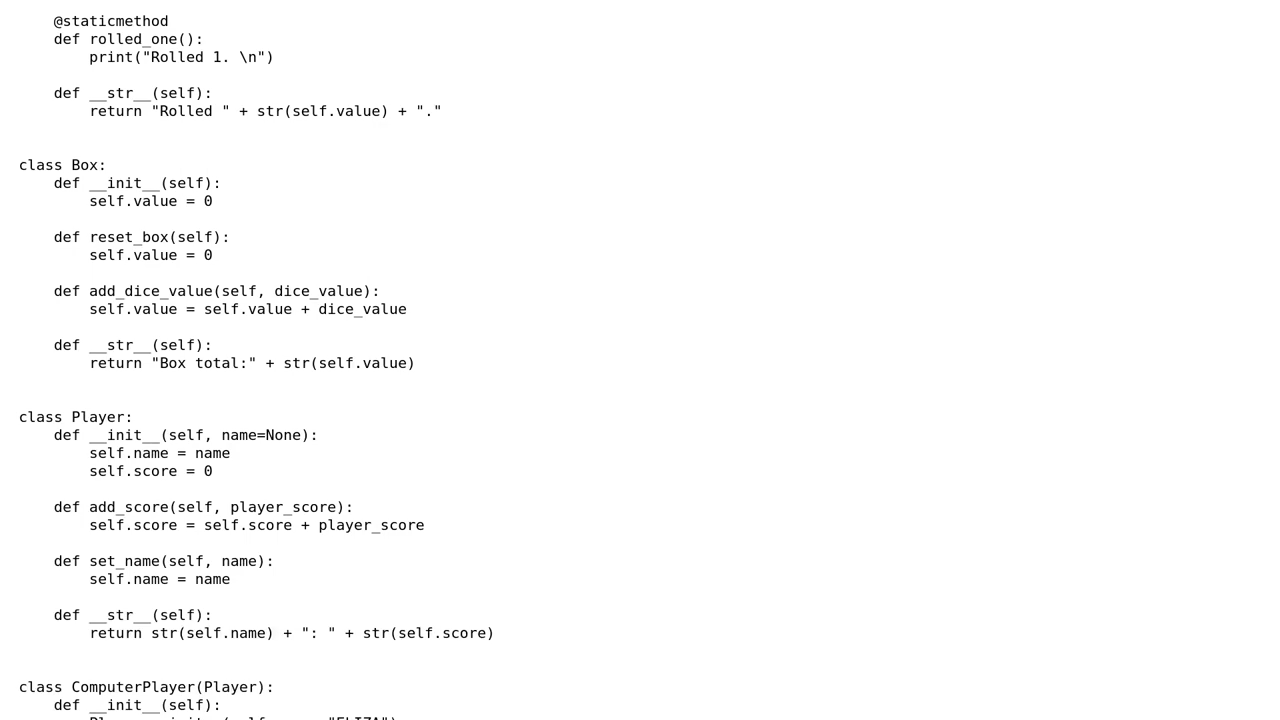 @staticmethod
    def rolled_one():
        print("Rolled 1. \n")

    def __str__(self):
        return "Rolled " + str(self.value) + "."


class Box:
    def __init__(self):
        self.value = 0

    def reset_box(self):
        self.value = 0

    def add_dice_value(self, dice_value):
        self.value = self.value + dice_value

    def __str__(self):
        return "Box total:" + str(self.value)


class Player:
    def __init__(self, name=None):
        self.name = name
        self.score = 0

    def add_score(self, player_score):
        self.score = self.score + player_score

    def set_name(self, name):
        self.name = name

    def __str__(self):
        return str(self.name) + ": " + str(self.score)


class ComputerPlayer(Player):
    def __init__(self):